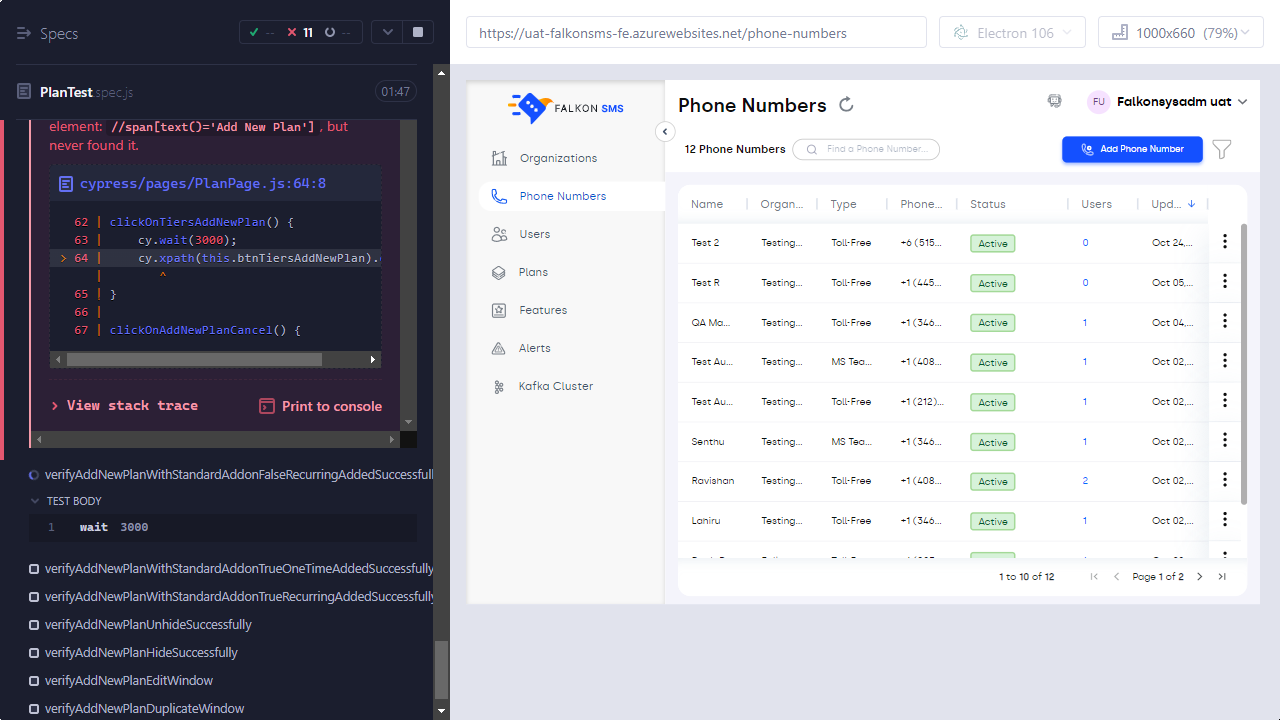 Specs
-- 11 --
PlanTest spec.js 01:47
element: //span[text()='Add New Plan'] , but
never found it.
cypress/pages/PlanPage.js:64:8
62 | clickOnTiersAddNewPlan() {
63 | cy.wait(3000);
> 64 | cy.xpath(this.btnTiersAddNewPlan).
| ^
65 | }
66 |
67 | clickOnAddNewPlanCancel() {
> View stack trace
Print to console
verifyAddNewPlanWithStandardAddonFalseRecurringAddedSuccessfull
TEST BODY
1 wait 3000
verifyAddNewPlanWithStandardAddonTrueOneTimeAddedSuccessfully
verifyAddNewPlanWithStandardAddonTrueRecurringAddedSuccessfully
verifyAddNewPlanUnhideSuccessfully
verifyAddNewPlanHideSuccessfully
verifyAddNewPlanEditWindow
verifyAddNewPlanDuplicateWindow
https://uat-falkonsms-fe.azurewebsites.net/phone-numbers
Electron 106
1000x660 (79%)
FALKON SMS
Organizations
Phone Numbers
Users
Plans
Features
Alerts
Kafka Cluster
Phone Numbers
FU Falkonsysadm uat
12 Phone Numbers
Find a Phone Number...
Add Phone Number
Name Organ... Type Phone... Status Users Upd...
Test 2 Testing... Toll-Free +6 (515... Active 0 Oct 24,...
Test R Testing... Toll-Free +1 (445... Active 0 Oct 05,...
QA Ma... Testing... Toll-Free +1 (346... Active 1 Oct 04,...
Test Au... Testing... MS Tea... +1 (408... Active 1 Oct 02,...
Test Au... Testing... Toll-Free +1 (212)... Active 1 Oct 02,...
Senthu Testing... MS Tea... +1 (346... Active 1 Oct 02,...
Ravishan Testing... Toll-Free +1 (408... Active 2 Oct 02,...
Lahiru Testing... Toll-Free +1 (346... Active 1 Oct 02,...
1 to 10 of 12 Page 1 of 2